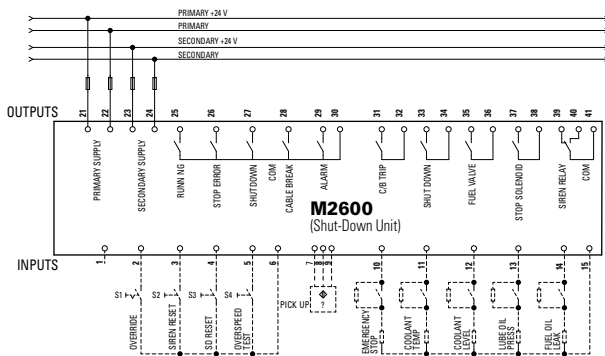 PRIMARY +24 V
PRIMARY
SECONDARY +24 V
SECONDARY
OUTPUTS
21 22 23 24 25 26 27 28 29 30 31 32 33 34 35 36 37 38 39 40 41
PRIMARY SUPPLY
SECONDARY SUPPLY
RUNN NG
STOP ERROR
SHUTDOWN
COM
CABLE BREAK
ALARM
C/B TRIP
SHUT DOWN
FUEL VALVE
STOP SOLENOID
SIREN RELAY
COM
M2600
(Shut-Down Unit)
INPUTS
1 2 3 4 5 6 7 8 9 10 11 12 13 14 15
S1
S2
S3
S4
OVERRIDE
SIREN RESET
SD RESET
OVERSPEED
TEST
PICK UP
?
EMERGENCY
STOP
COOLANT
TEMP
COOLANT
LEVEL
LUBE OIL
PRESS
FUEL OIL
LEAK